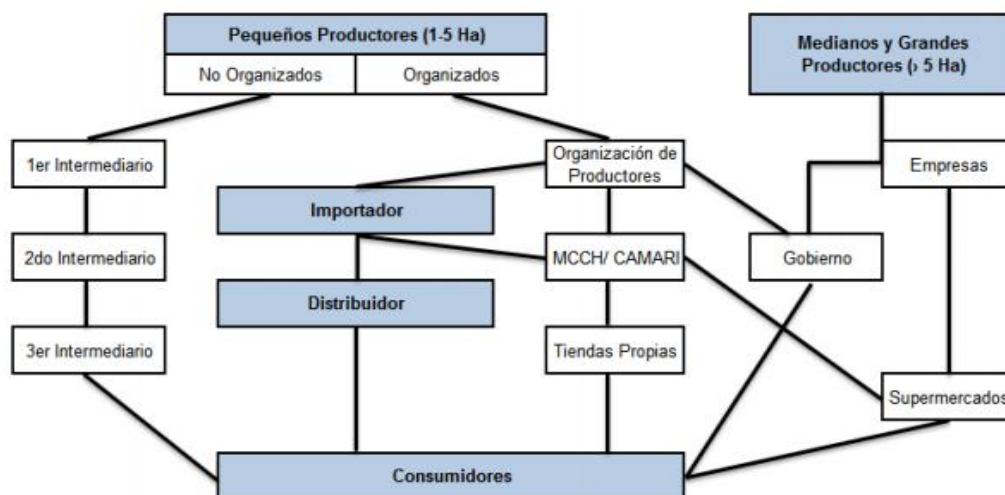 Pequeños Productores (1-5 Ha)
No Organizados
Organizados
Medianos y Grandes
Productores (› 5 Ha)
1er Intermediario
Organización de
Productores
Empresas
Importador
2do Intermediario
MCCH/ CAMARI
Gobierno
Distribuidor
3er Intermediario
Tiendas Propias
Supermercados
Consumidores